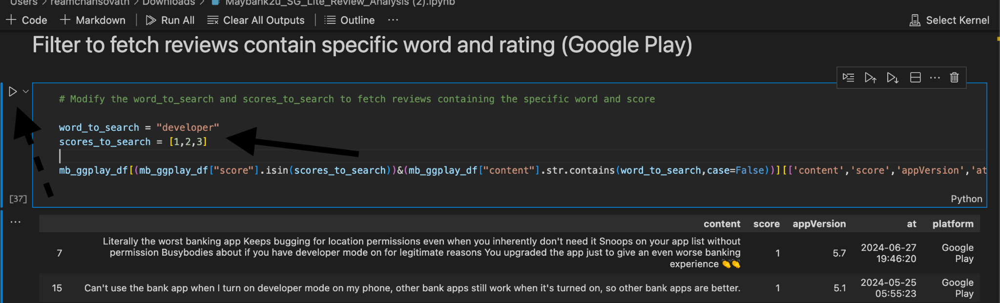 Users > reamchansovath > Downloads > Maybank2u_SG_Lite_Review_Analysis (2).ipynb
+ Code + Markdown Run All Clear All Outputs Outline ... Select Kernel
Filter to fetch reviews contain specific word and rating (Google Play)
# Modify the word_to_search and scores_to_search to fetch reviews containing the specific word and score
word_to_search = "developer"
scores_to_search = [1,2,3]
mb_ggplay_df[(mb_ggplay_df["score"].isin(scores_to_search))&(mb_ggplay_df["content"].str.contains(word_to_search,case=False))][['content','score','appVersion','at
[37] Python
... content score appVersion at platform
7 Literally the worst banking app Keeps bugging for location permissions even when you inherently don't need it Snoops on your app list without
permission Busybodies about if you have developer mode on for legitimate reasons You upgraded the app just to give an even worse banking
experience 👏👏 1 5.7 2024-06-27 19:46:20 Google Play
15 Can't use the bank app when I turn on developer mode on my phone, other bank apps still work when it's turned on, so other bank apps are better. 1 5.1 2024-05-25 05:55:23 Google Play